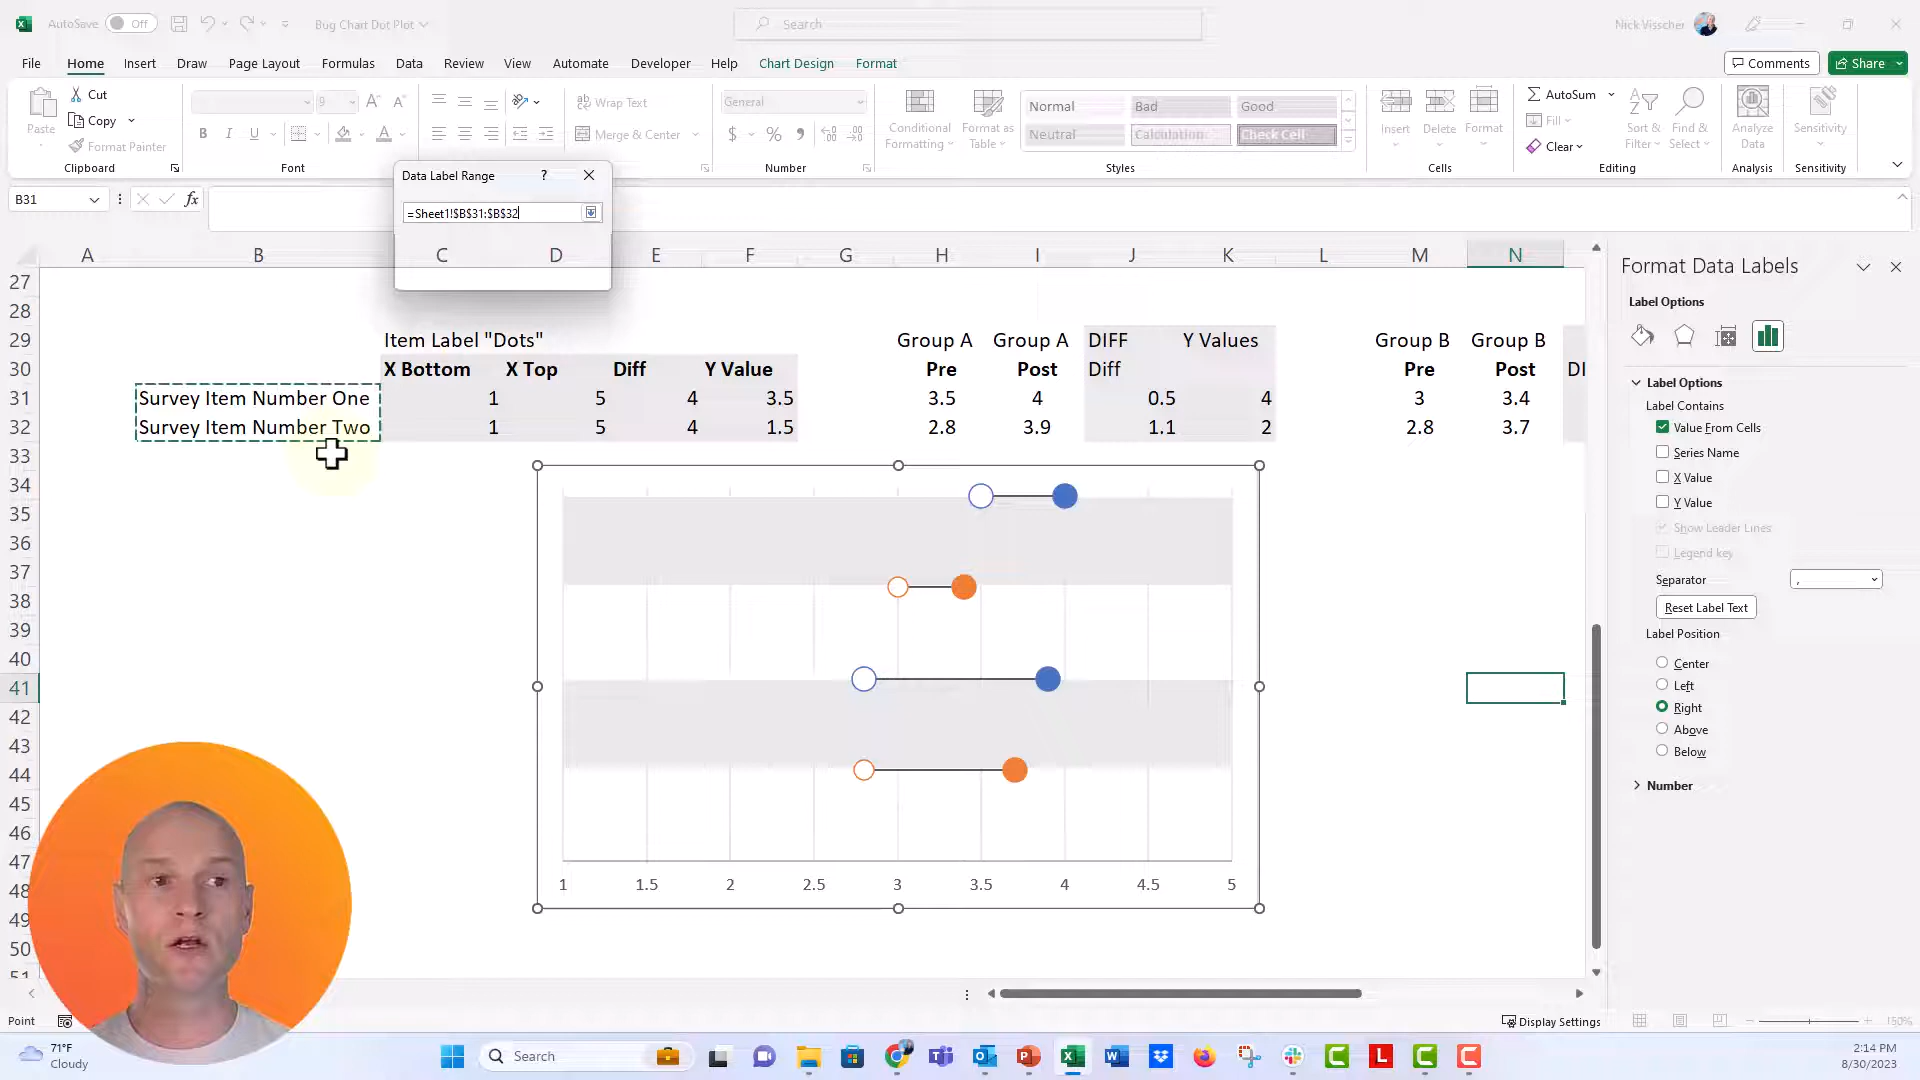 AutoSave Off Bug Chart Dot Plot Search Nick Visscher
File Home Insert Draw Page Layout Formulas Data Review View Automate Developer Help Chart Design Format Comments Share
Paste Cut Copy Format Painter
Clipboard
9 B I U A
Font
Wrap Text
Merge & Center
General
$ % 9
Number
Conditional Formatting Format as Table
Normal Bad Good
Neutral Calculation Check Cell
Styles
Insert Delete Format
Cells
AutoSum
Fill
Clear
Sort & Filter Find & Select
Editing
Analyze Data
Analysis
Sensitivity
Sensitivity
B31 fx
Data Label Range ?
=Sheet1!$B$31:$B$32
A B C D E F G H I J K L M N
27
28
29 Item Label "Dots" Group A Group A DIFF Y Values Group B Group B
30 X Bottom X Top Diff Y Value Pre Post Diff Pre Post DI
31 Survey Item Number One 1 5 4 3.5 3.5 4 0.5 4 3 3.4
32 Survey Item Number Two 1 5 4 1.5 2.8 3.9 1.1 2 2.8 3.7
33
34
35
36
37
38
39
40
41
42
43
44
45
46
47
48
49
50
51
1 1.5 2 2.5 3 3.5 4 4.5 5
Format Data Labels
Label Options
Label Options
Label Contains
Value From Cells
Series Name
X Value
Y Value
Show Leader Lines
Legend key
Separator ,
Reset Label Text
Label Position
Center
Left
Right
Above
Below
Number
Point Display Settings 150%
71°F
Cloudy
Search
2:14 PM
8/30/2023